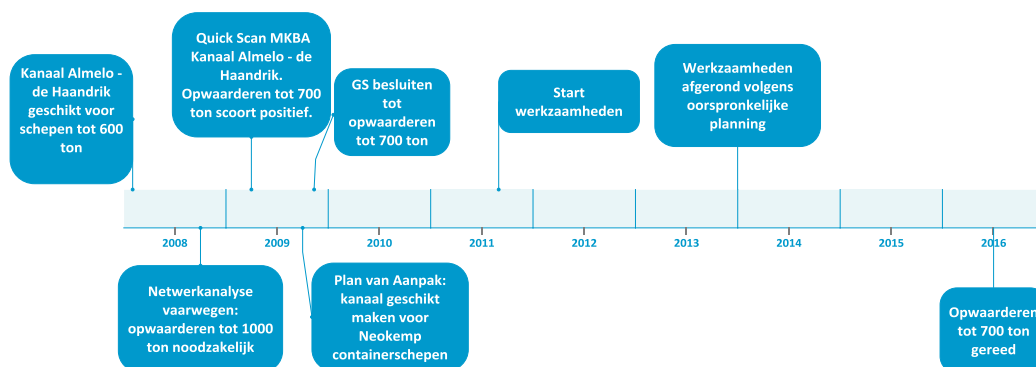 Kanaal Almelo -
de Haandrik
geschikt voor
schepen tot 600
ton
Quick Scan MKBA
Kanaal Almelo - de
Haandrik.
Opwaarderen tot 700
ton scoort positief.
GS besluiten
tot
opwaarderen
tot 700 ton
Start
werkzaamheden
Werkzaamheden
afgerond volgens
oorspronkelijke
planning
2008
2009
2010
2011
2012
2013
2014
2015
2016
Netwerkanalyse
vaarwegen:
opwaarderen tot 1000
ton noodzakelijk
Plan van Aanpak:
kanaal geschikt
maken voor
Neokemp
containerschepen
Opwaarderen
tot 700 ton
gereed